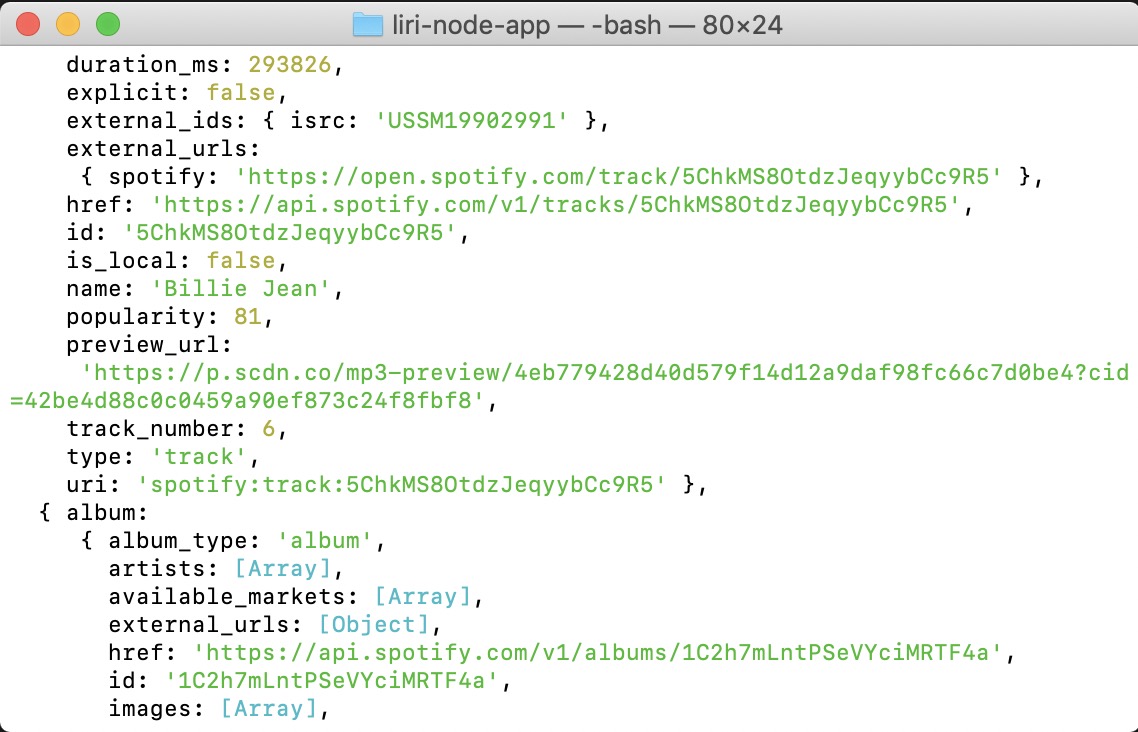 liri-node-app — -bash — 80×24
duration_ms: 293826,
explicit: false,
external_ids: { isrc: 'USSM19902991' },
external_urls:
{ spotify: 'https://open.spotify.com/track/5ChkMS8OtdzJeqyybCc9R5' },
href: 'https://api.spotify.com/v1/tracks/5ChkMS8OtdzJeqyybCc9R5',
id: '5ChkMS8OtdzJeqyybCc9R5',
is_local: false,
name: 'Billie Jean',
popularity: 81,
preview_url:
'https://p.scdn.co/mp3-preview/4eb779428d40d579f14d12a9daf98fc66c7d0be4?cid
=42be4d88c0c0459a90ef873c24f8fbf8',
track_number: 6,
type: 'track',
uri: 'spotify:track:5ChkMS8OtdzJeqyybCc9R5' },
{ album:
{ album_type: 'album',
artists: [Array],
available_markets: [Array],
external_urls: [Object],
href: 'https://api.spotify.com/v1/albums/1C2h7mLntPSeVYciMRTF4a',
id: '1C2h7mLntPSeVYciMRTF4a',
images: [Array],